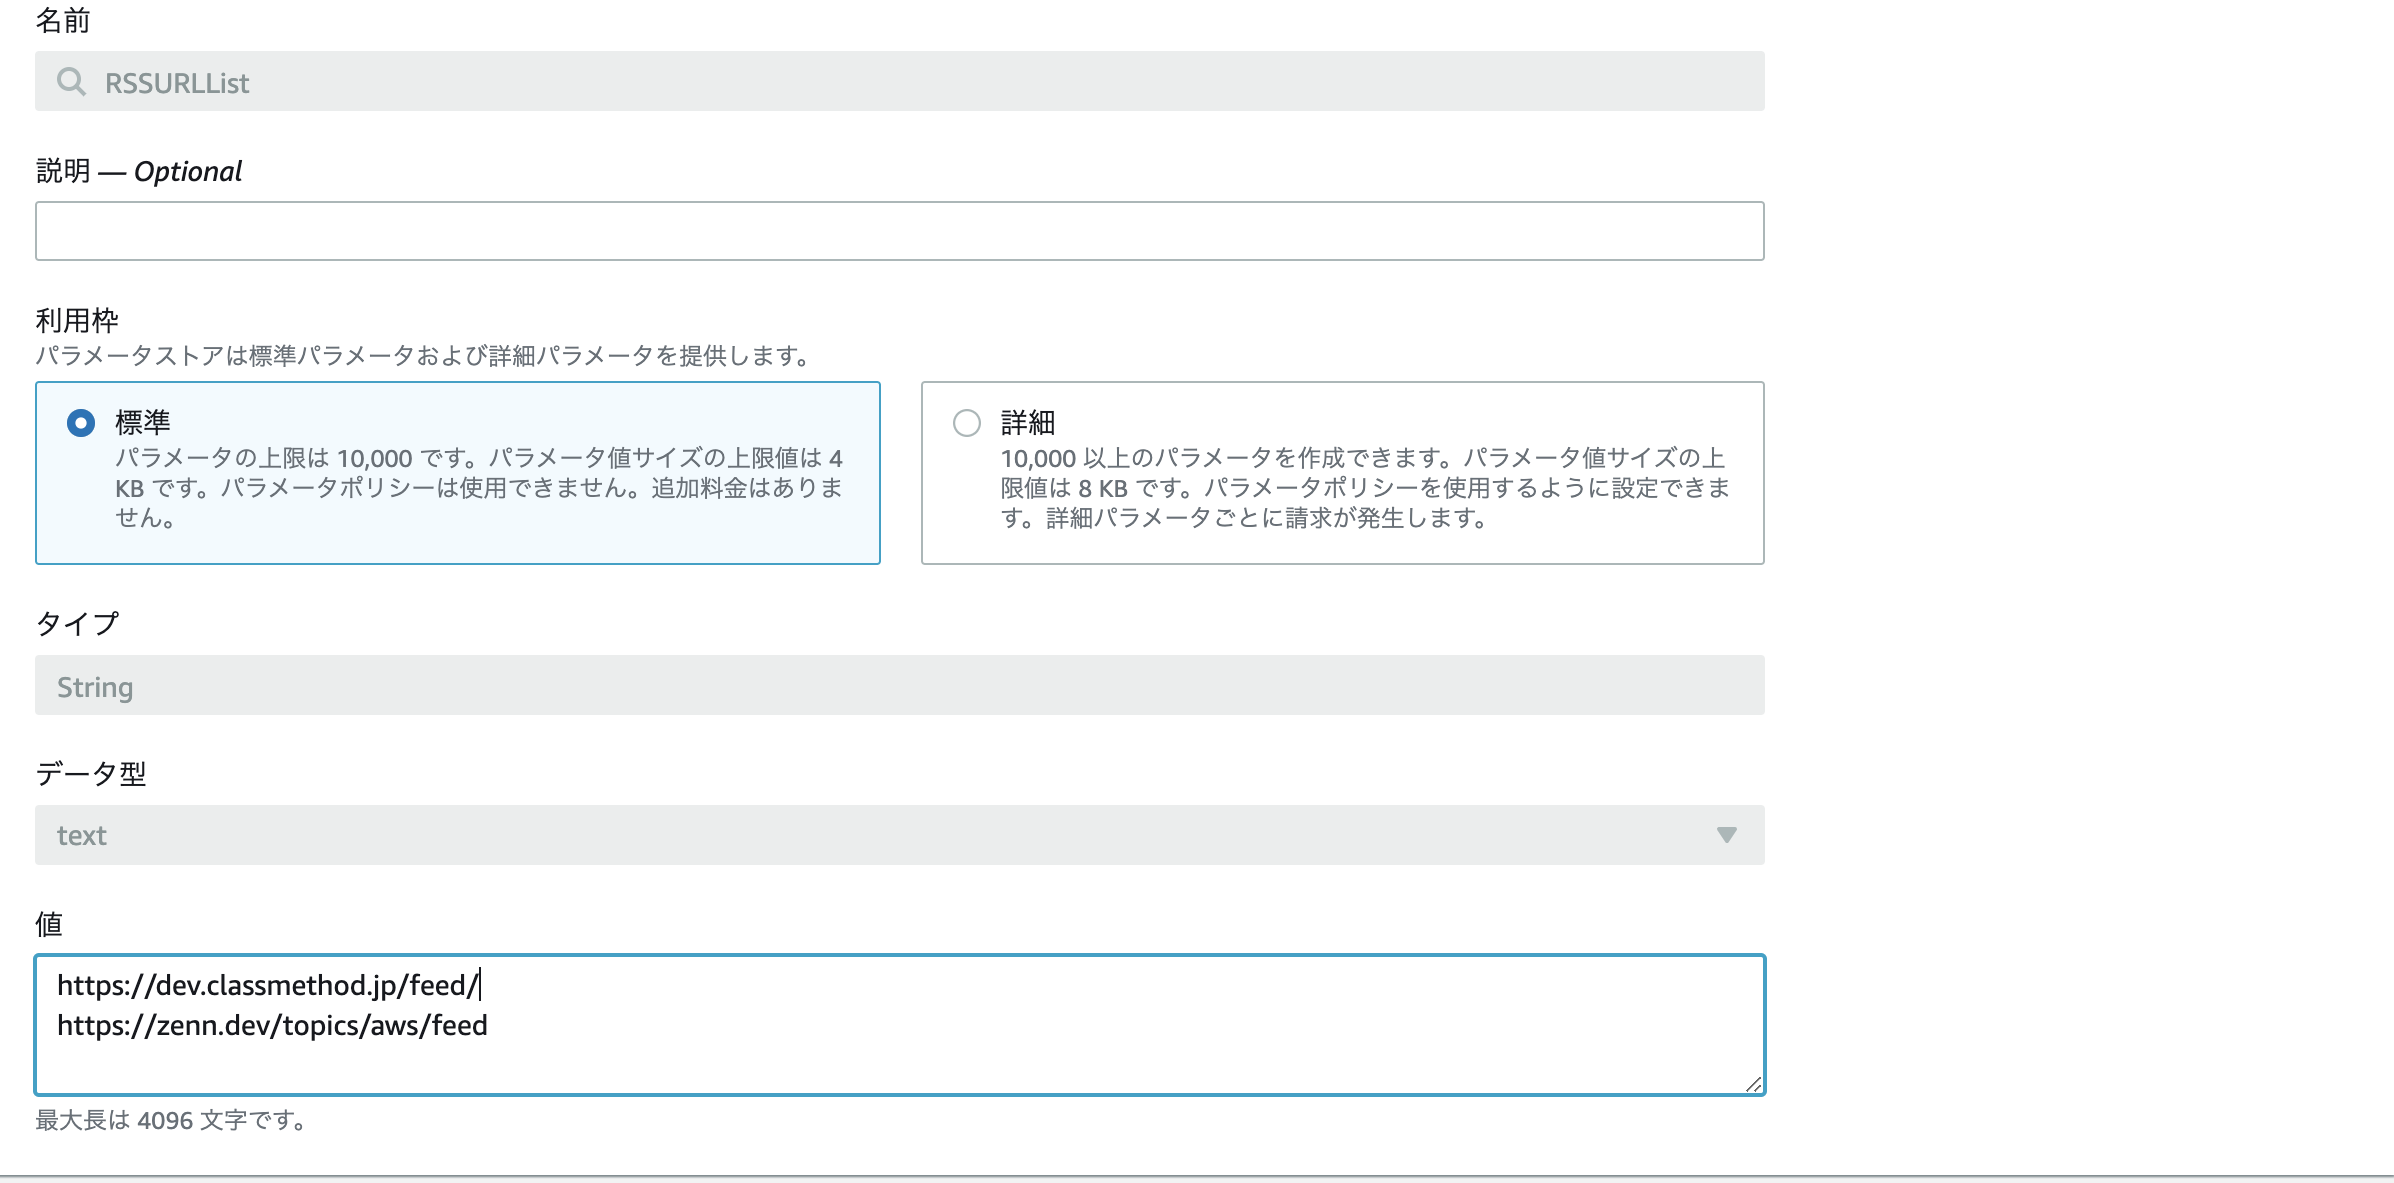 名前
RSSURLList
説明 — Optional
利用枠
パラメータストアは標準パラメータおよび詳細パラメータを提供します。
標準
パラメータの上限は 10,000 です。パラメータ値サイズの上限値は 4
KB です。パラメータポリシーは使用できません。追加料金はありま
せん。
詳細
10,000 以上のパラメータを作成できます。パラメータ値サイズの上
限値は 8 KB です。パラメータポリシーを使用するように設定できま
す。詳細パラメータごとに請求が発生します。
タイプ
String
データ型
text
値
https://dev.classmethod.jp/feed/
https://zenn.dev/topics/aws/feed
最大長は 4096 文字です。